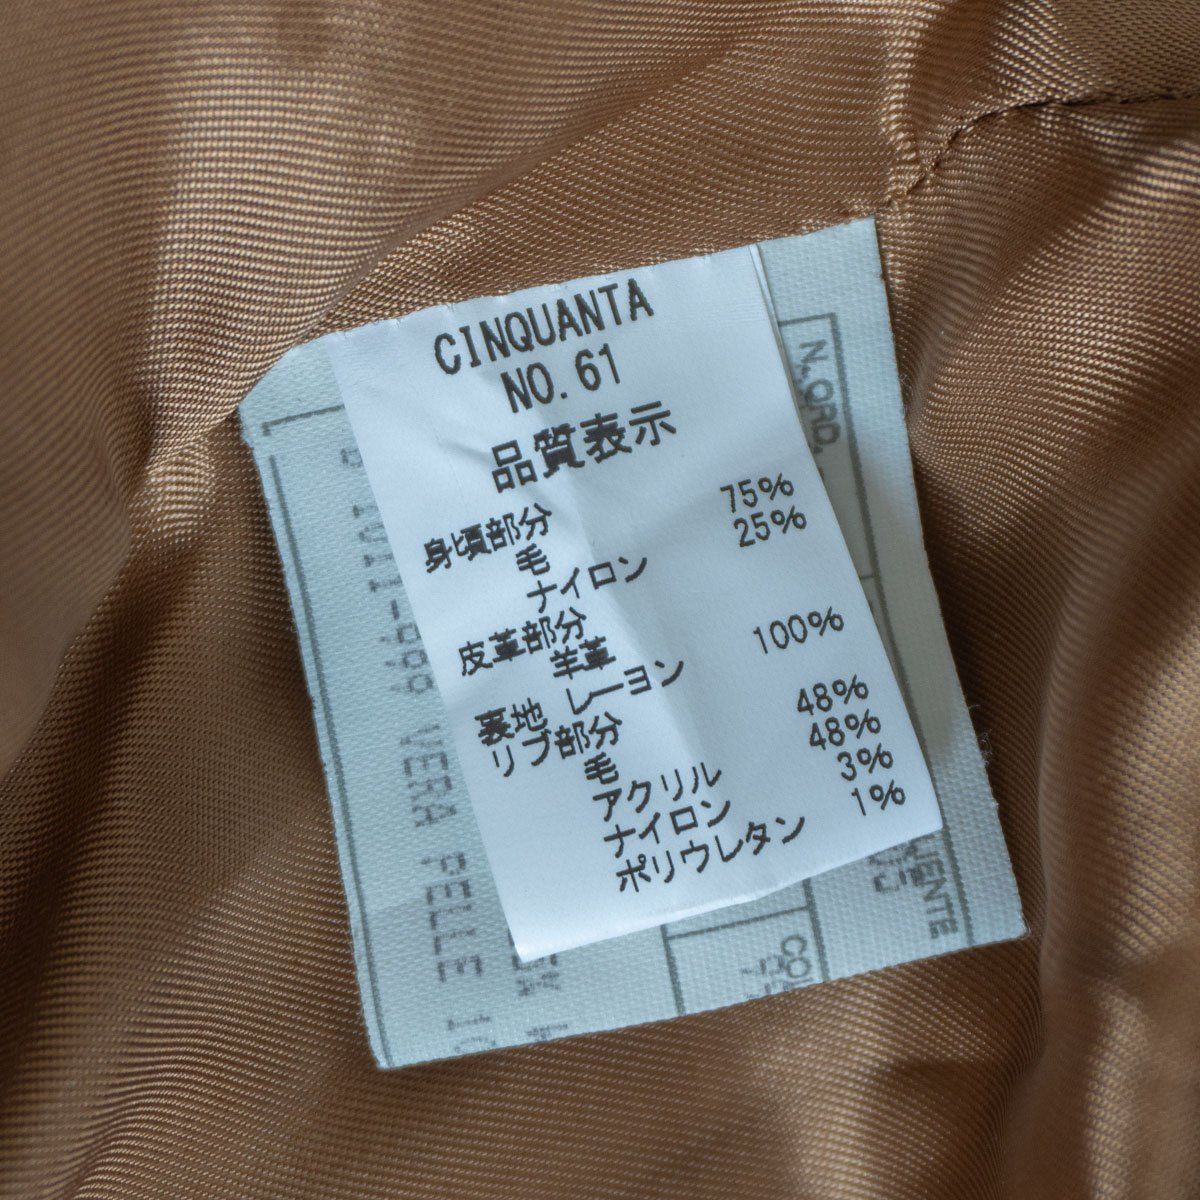 CINQUANTA
NO.61
品質表示
身頃部分
毛 75%
ナイロン 25%
皮革部分
羊革
裏地 レーヨン 100%
リブ部分
毛 48%
アクリル 48%
ナイロン 3%
ポリウレタン 1%
N. ORD.
VERA PELLE